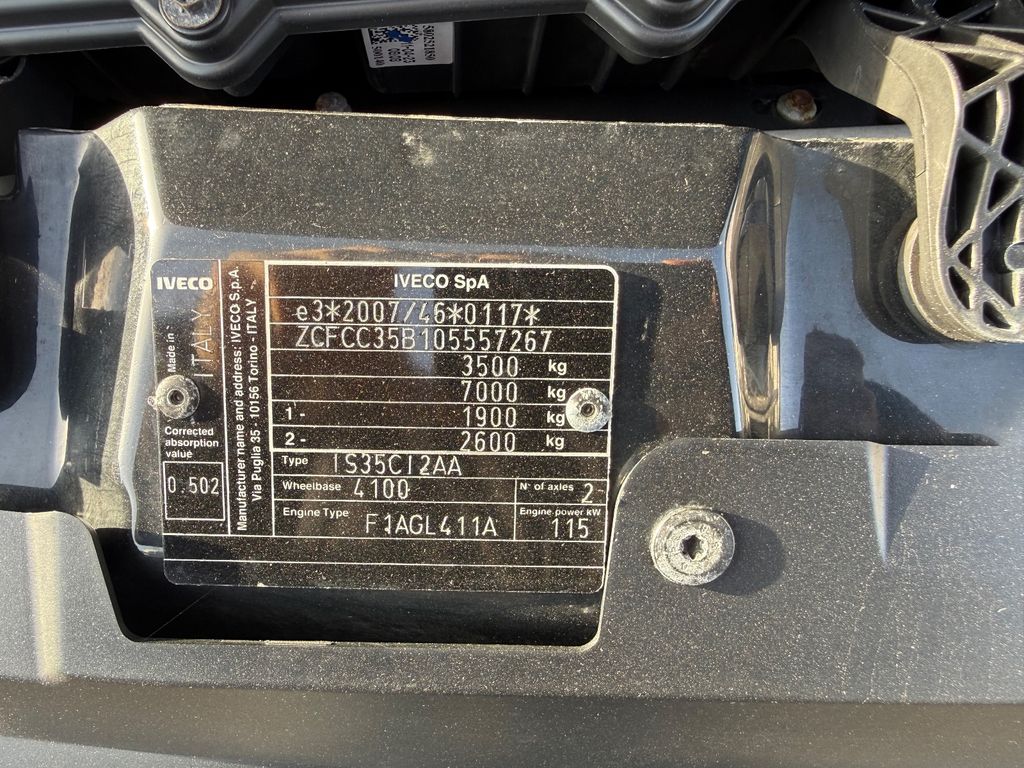 5802521850
IVECO
IVECO SpA
e3*2007/46*0117*
ZCFCC35B105557267
3500 kg
7000 kg
1- 1900 kg
2- 2600 kg
Type IS35CI2AA
Wheelbase 4100
N° of axles 2
Engine Type F1AGL411A
Engine power kW 115
Made in ITALY
Manufacturer name and address: IVECO S.p.A.
Via Puglia 35 10156 Torino - ITALY
Corrected
absorption
value
0.502